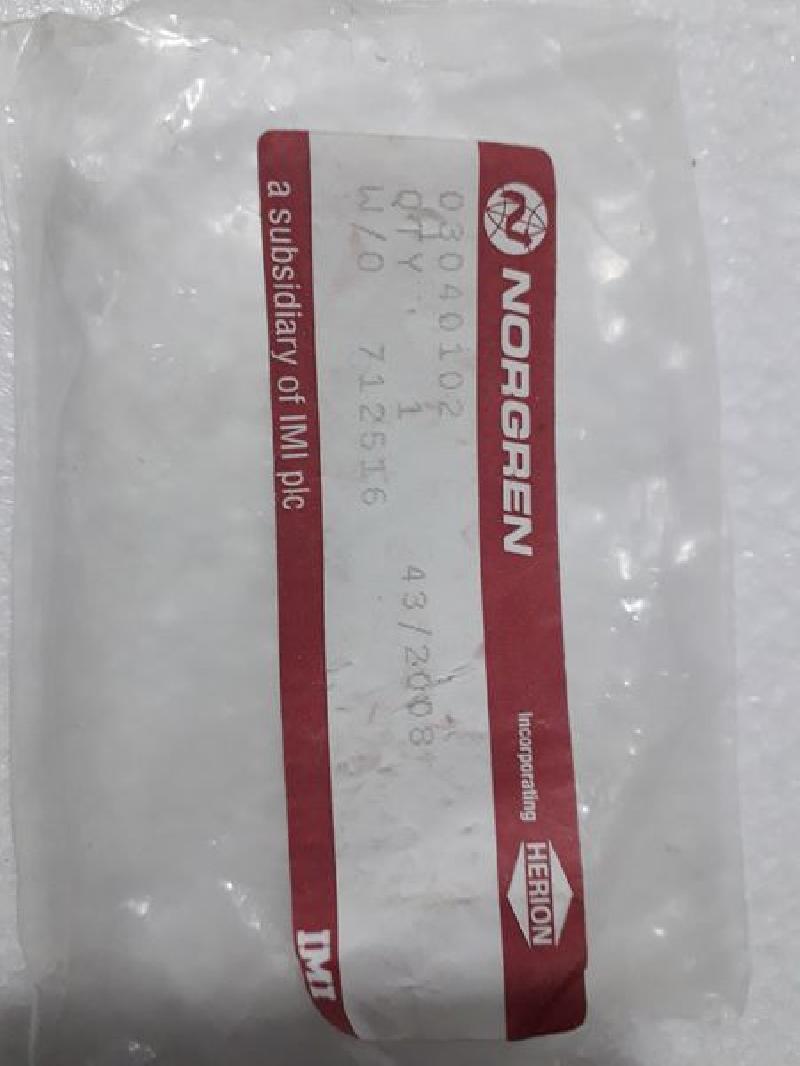 NORGREN
Incorporating
HERION
03040102
QTY 1 43/2008
W/O 712516
a subsidiary of IMI plc
IMI